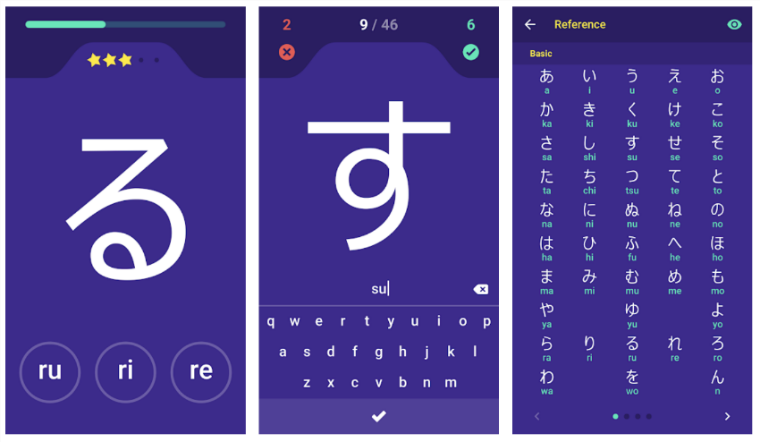 る
ru ri re
2 9 / 46 6
す
su
q w e r t y u i o p
a s d f g h j k l
z x c v b n m
Reference
Basic
あ い う え お
a i u e o
か き く け こ
ka ki ku ke ko
さ し す せ そ
sa shi su se so
た ち つ て と
ta chi tsu te to
な に ぬ ね の
na ni nu ne no
は ひ ふ へ ほ
ha hi fu he ho
ま み む め も
ma mi mu me mo
や ゆ よ
ya yu yo
ら り る れ ろ
ra ri ru re ro
わ を ん
wa wo n